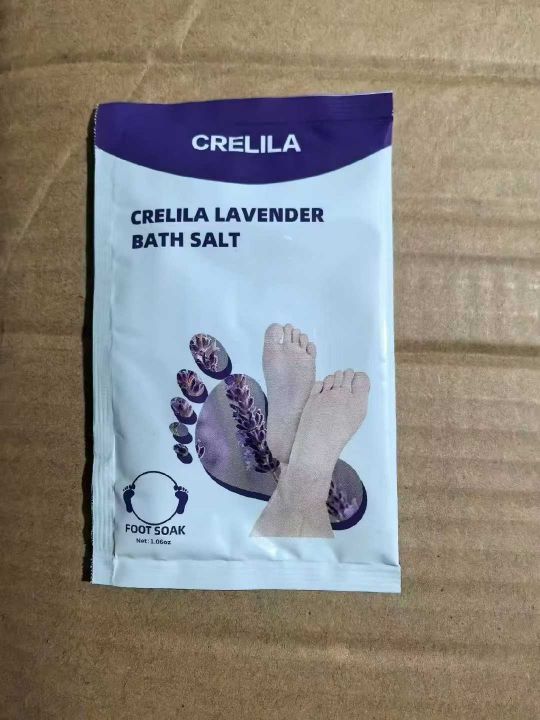 CRELILA
CRELILA LAVENDER
BATH SALT
FOOT SOAK
Net: 1.06oz